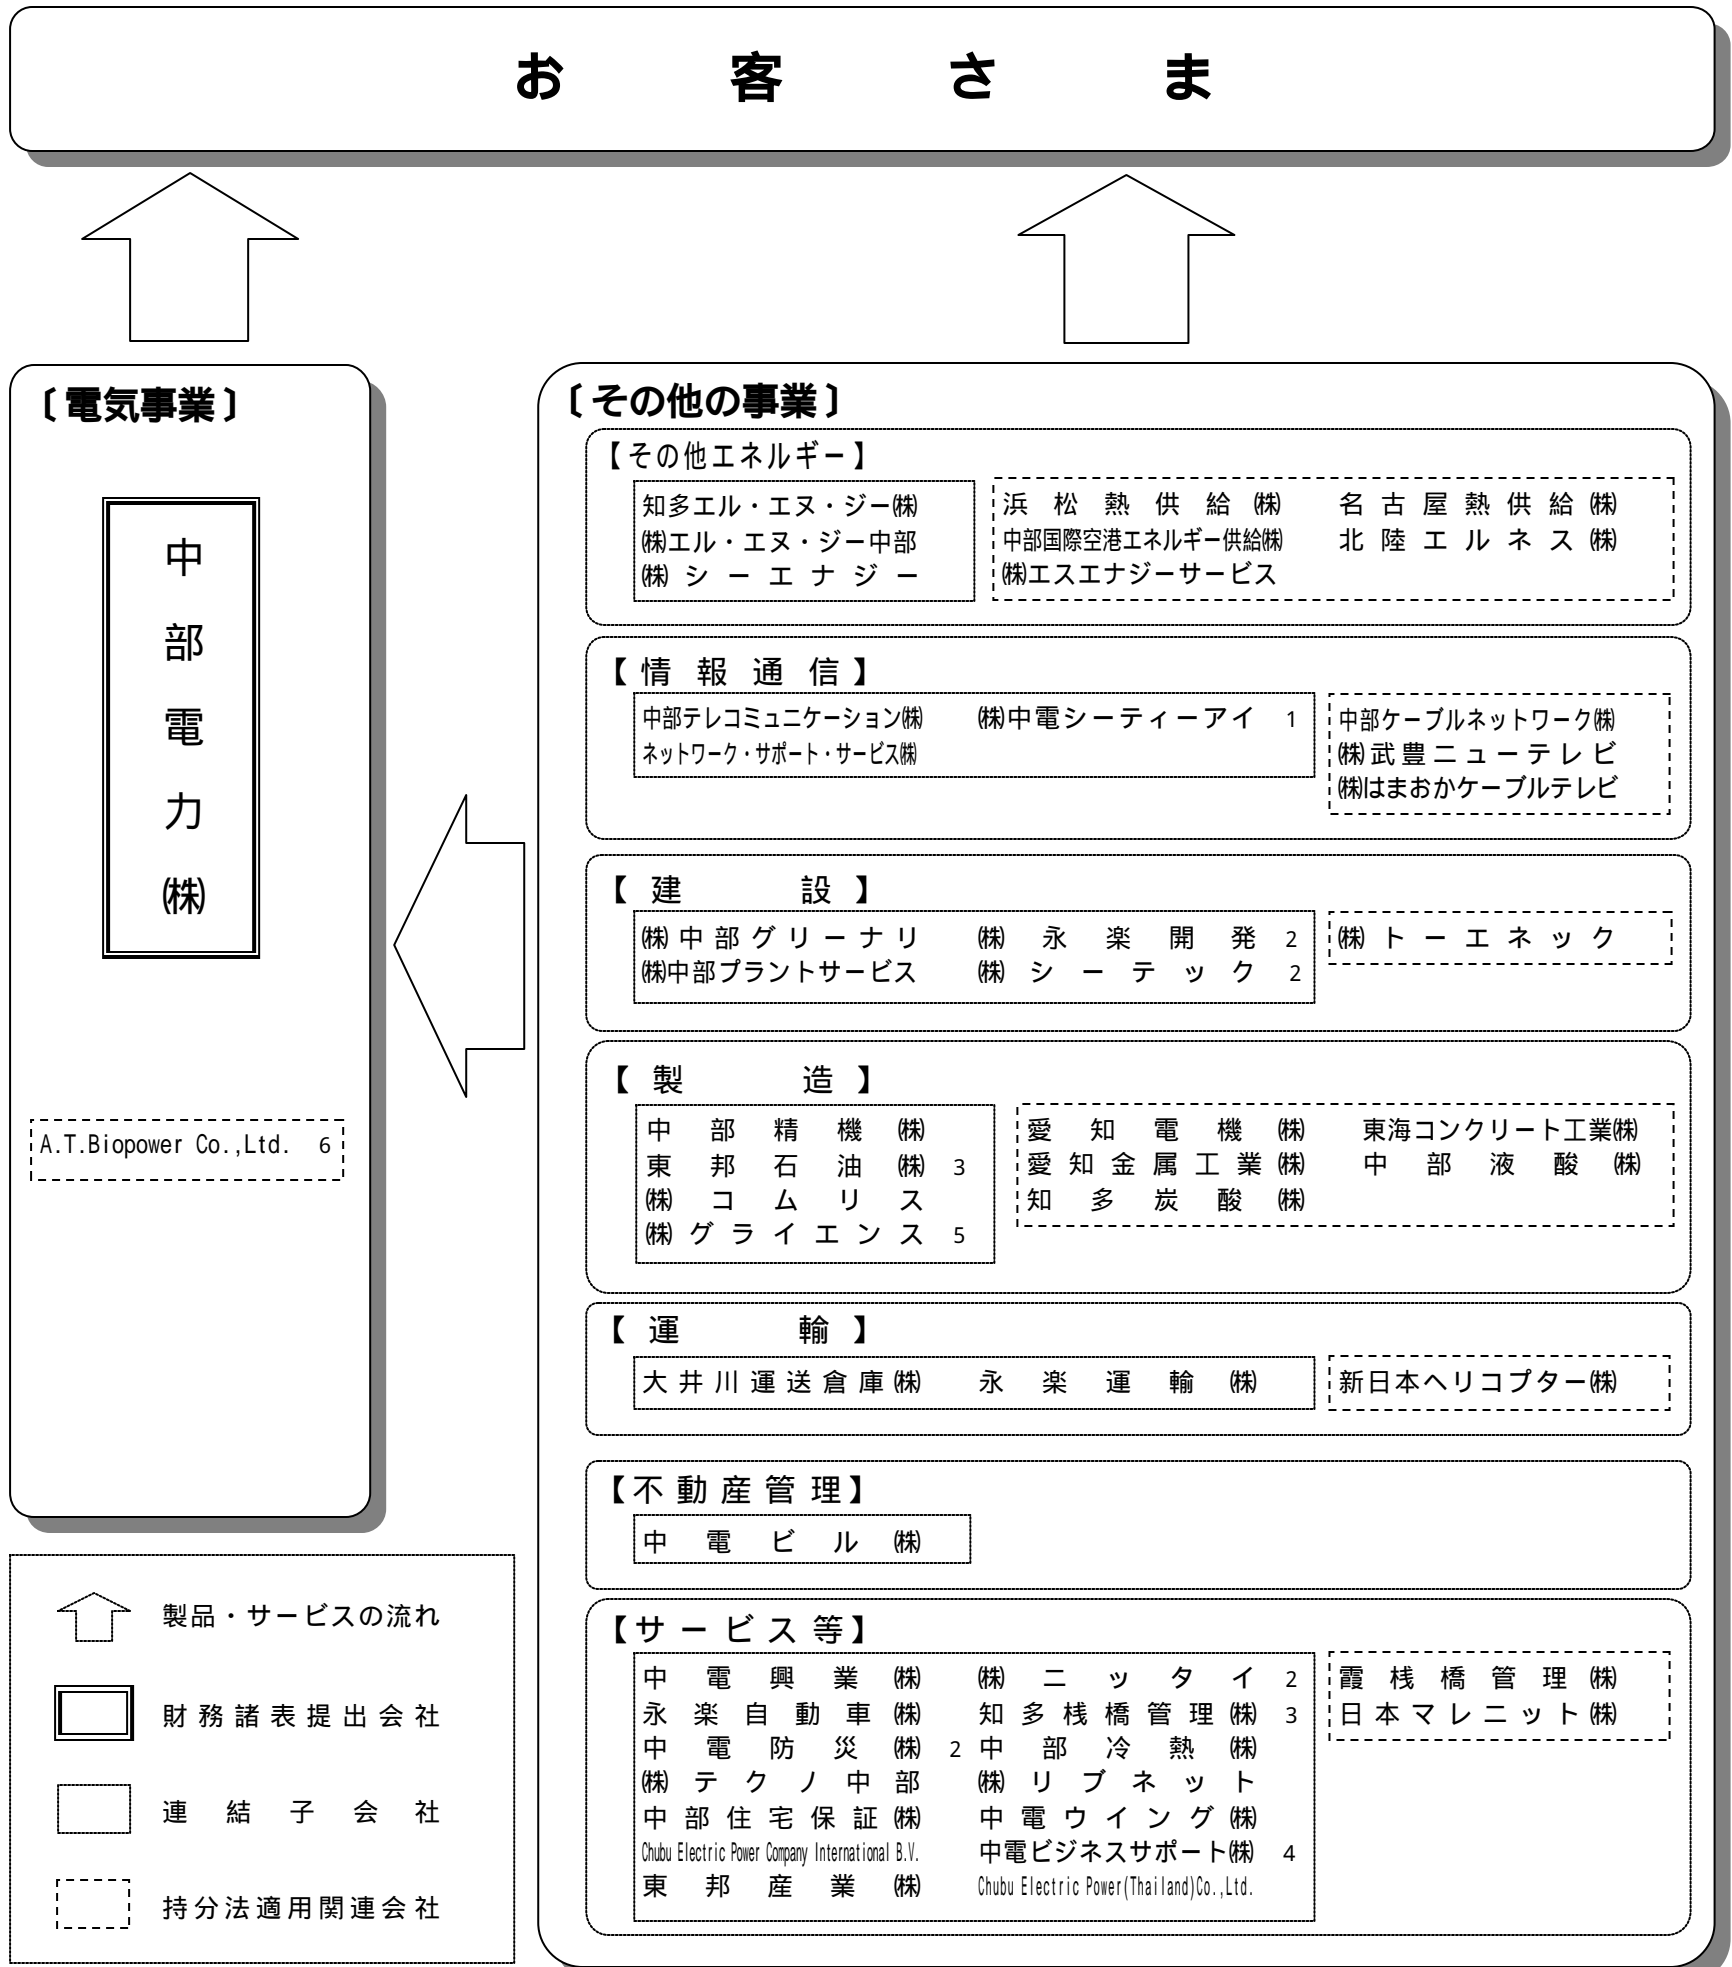 お客さま
〔電気事業〕
中部電力㈱
A.T.Biopower Co.,Ltd. 6
〔その他の事業〕
【その他エネルギー】
知多エル・エヌ・ジー㈱
㈱エル・エヌ・ジー中部
㈱シーエナジー
浜松熱供給㈱ 名古屋熱供給㈱
中部国際空港エネルギー供給㈱ 北陸エルネス㈱
㈱エスエナジーサービス
【情報通信】
中部テレコミュニケーション㈱ ㈱中電シーティーアイ 1
ネットワーク・サポート・サービス㈱
中部ケーブルネットワーク㈱
㈱武豊ニューテレビ
㈱はまおかケーブルテレビ
【建設】
㈱中部グリーナリ ㈱永楽開発 2
㈱中部プラントサービス ㈱シーテック 2
㈱トーエネック
【製造】
中部精機㈱
東邦石油㈱ 3
㈱コムリス
㈱グライエンス 5
愛知電機㈱ 東海コンクリート工業㈱
愛知金属工業㈱ 中部液酸㈱
知多炭酸㈱
【運輸】
大井川運送倉庫㈱ 永楽運輸㈱
新日本ヘリコプター㈱
【不動産管理】
中電ビル㈱
【サービス等】
中電興業㈱ ㈱ニッタイ 2
永楽自動車㈱ 知多桟橋管理㈱ 3
中電防災㈱ 2 中部冷熱㈱
㈱テクノ中部 ㈱リブネット
中部住宅保証㈱ 中電ウイング㈱
Chubu Electric Power Company International B.V. 中電ビジネスサポート㈱ 4
東邦産業㈱ Chubu Electric Power(Thailand)Co.,Ltd.
霞桟橋管理㈱
日本マレニット㈱
製品・サービスの流れ
財務諸表提出会社
連結子会社
持分法適用関連会社